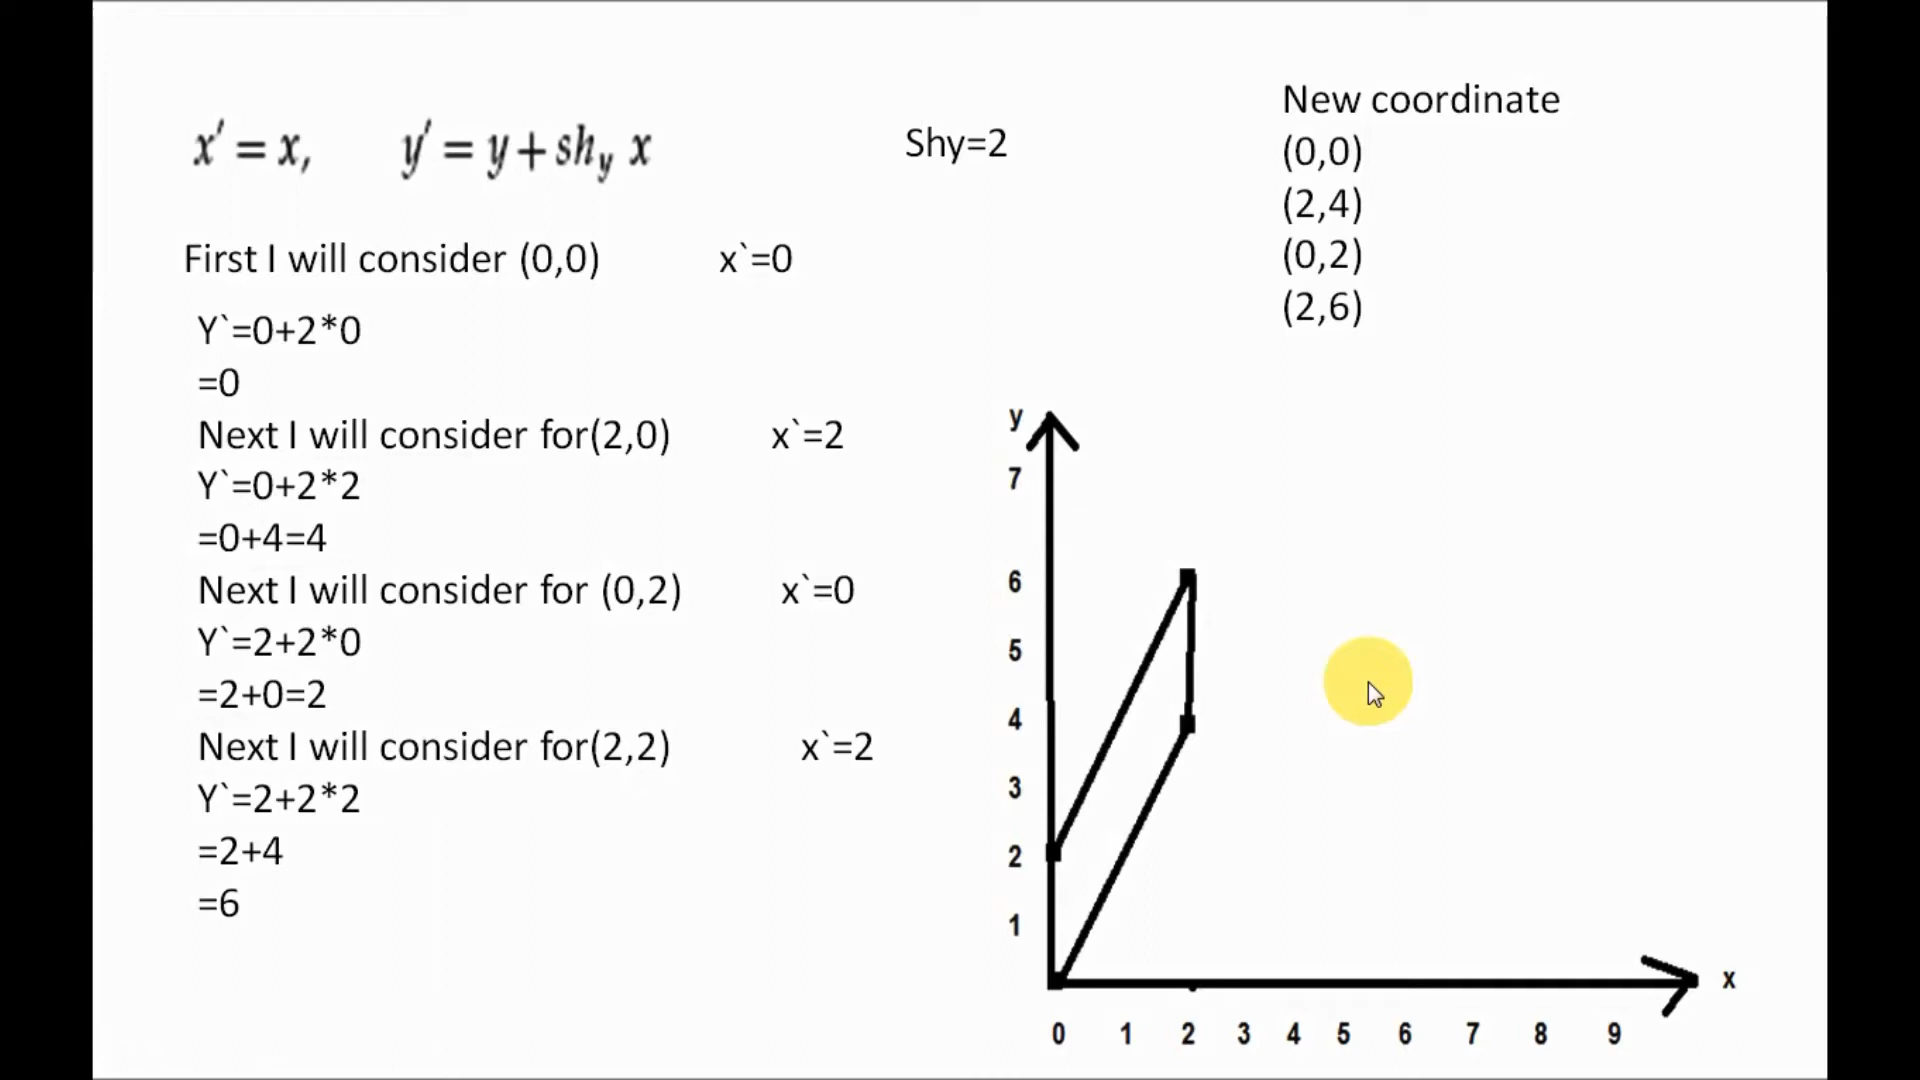 x′ = x, y′ = y + sh_y x
Shy=2
First I will consider (0,0) x`=0
Y`=0+2*0
=0
Next I will consider for(2,0) x`=2
Y`=0+2*2
=0+4=4
Next I will consider for (0,2) x`=0
Y`=2+2*0
=2+0=2
Next I will consider for(2,2) x`=2
Y`=2+2*2
=2+4
=6
New coordinate
(0,0)
(2,4)
(0,2)
(2,6)
y
7
6
5
4
3
2
1
x
0 1 2 3 4 5 6 7 8 9